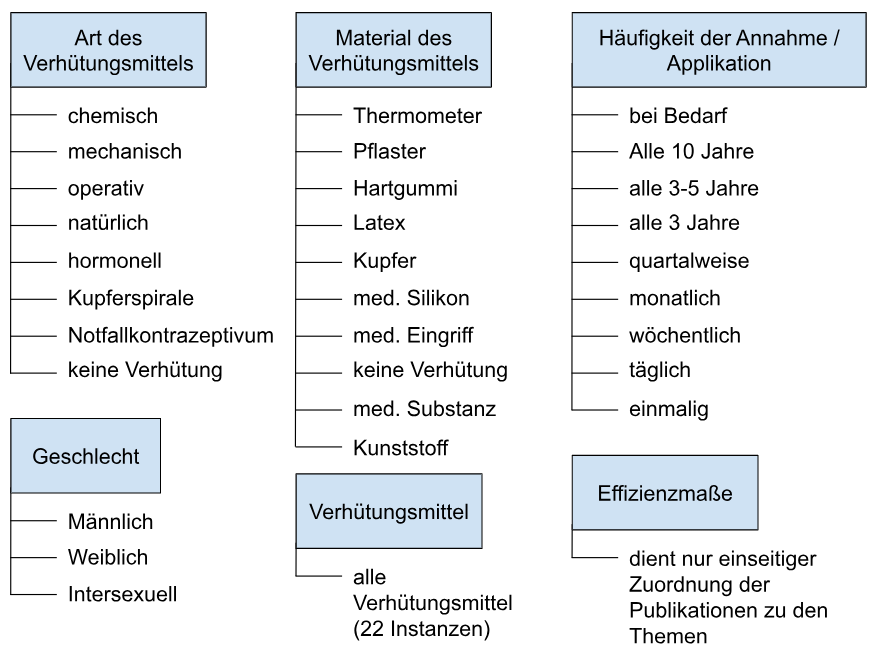 Art des
Verhütungsmittels
chemisch
mechanisch
operativ
natürlich
hormonell
Kupferspirale
Notfallkontrazeptivum
keine Verhütung
Geschlecht
Männlich
Weiblich
Intersexuell
Material des
Verhütungsmittels
Thermometer
Pflaster
Hartgummi
Latex
Kupfer
med. Silikon
med. Eingriff
keine Verhütung
med. Substanz
Kunststoff
Verhütungsmittel
alle
Verhütungsmittel
(22 Instanzen)
Häufigkeit der Annahme /
Applikation
bei Bedarf
Alle 10 Jahre
alle 3-5 Jahre
alle 3 Jahre
quartalweise
monatlich
wöchentlich
täglich
einmalig
Effizienzmaße
dient nur einseitiger
Zuordnung der
Publikationen zu den
Themen